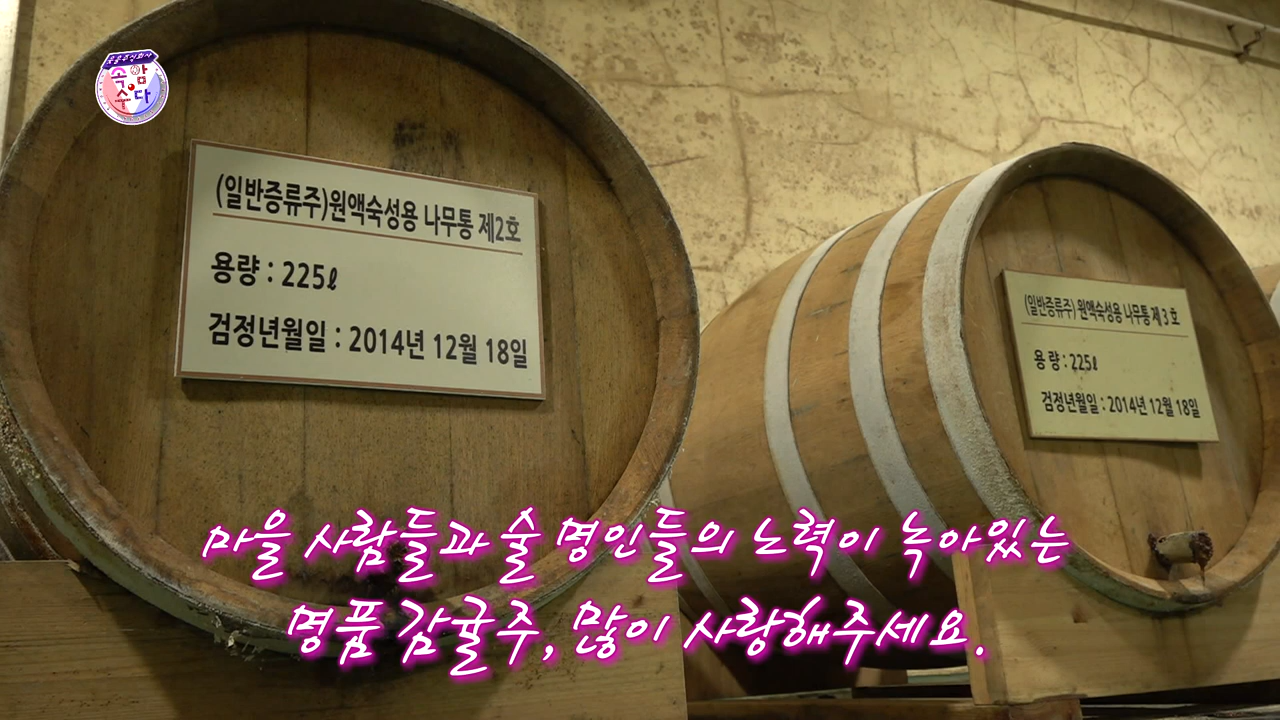 속암
수다
(일반증류주)원액숙성용 나무통 제2호
용량 : 225ℓ
검정년월일 : 2014년 12월 18일
(일반증류주) 원액숙성용 나무통 제 3 호
용 량 : 225ℓ
검정년월일 : 2014년 12월 18일
마을 사람들과 술 명인들의 노력이 녹아있는
명품 감귤주, 많이 사랑해주세요.